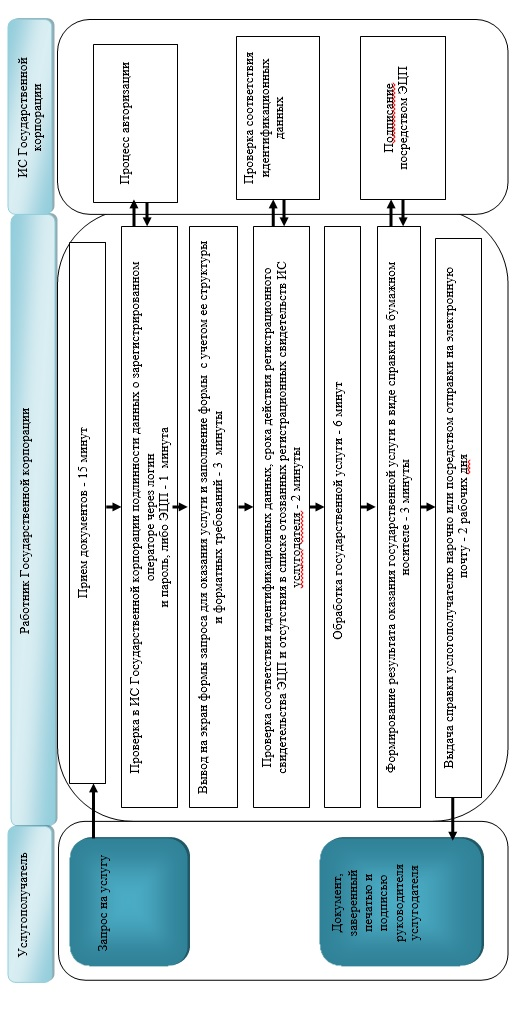 Услугополучатель
Работник Государственной корпорации
ИС Государственной
корпорации
Запрос на услугу
Прием документов - 15 минут
Проверка в ИС Государственной корпорации подлинности данных о зарегистрированном
операторе через логин
и пароль, либо ЭЦП - 1 минута
Процесс авторизации
Вывод на экран формы запроса для оказания услуги и заполнение формы с учетом ее структуры
и форматных требований - 3 минуты
Проверка соответствия идентификационных данных, срока действия регистрационного
свидетельства ЭЦП и отсутствия в списке отозванных регистрационных свидетельств ИС
услугодателя - 2 минуты
Проверка соответствия
идентификационных
данных
Обработка государственной услуги - 6 минут
Формирование результата оказания государственной услуги в виде справки на бумажном
носителе - 3 минуты
Подписание
посредством ЭЦП
Выдача справки услогополучателю нарочно или посредством отправки на электронную
почту - 2 рабочих дня
Документ,
заверенный
печатью и
подписью
руководителя
услугодателя